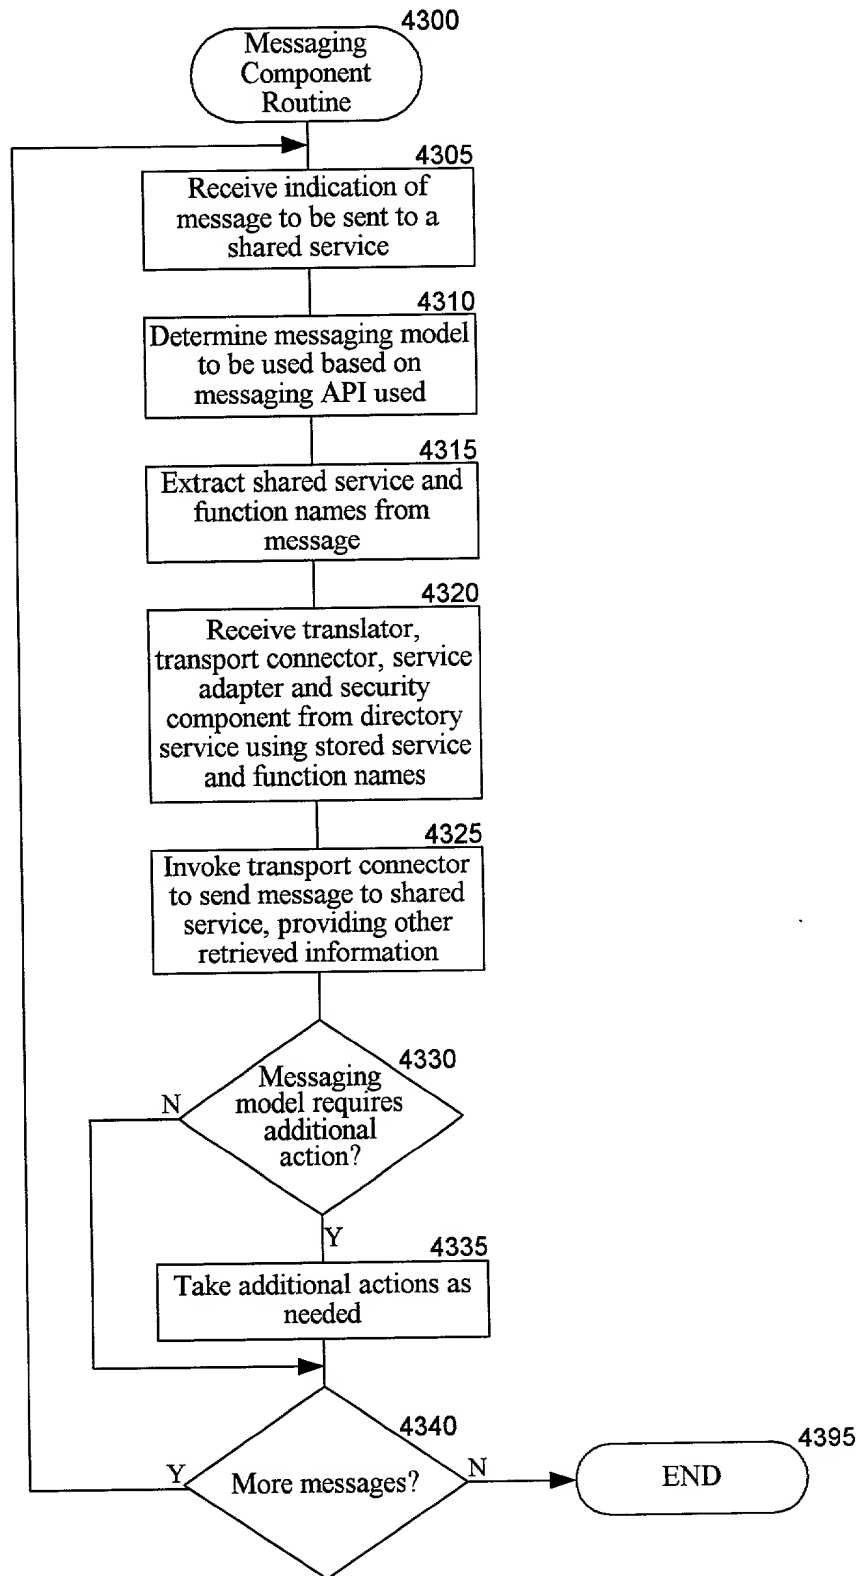 4300
Messaging
Component
Routine
4305
Receive indication of
message to be sent to a
shared service
4310
Determine messaging model
to be used based on
messaging API used
4315
Extract shared service and
function names from
message
4320
Receive translator,
transport connector, service
adapter and security
component from directory
service using stored service
and function names
4325
Invoke transport connector
to send message to shared
service, providing other
retrieved information
4330
Messaging
model requires
additional
action?
N
Y
4335
Take additional actions as
needed
4340
More messages?
Y
N
4395
END